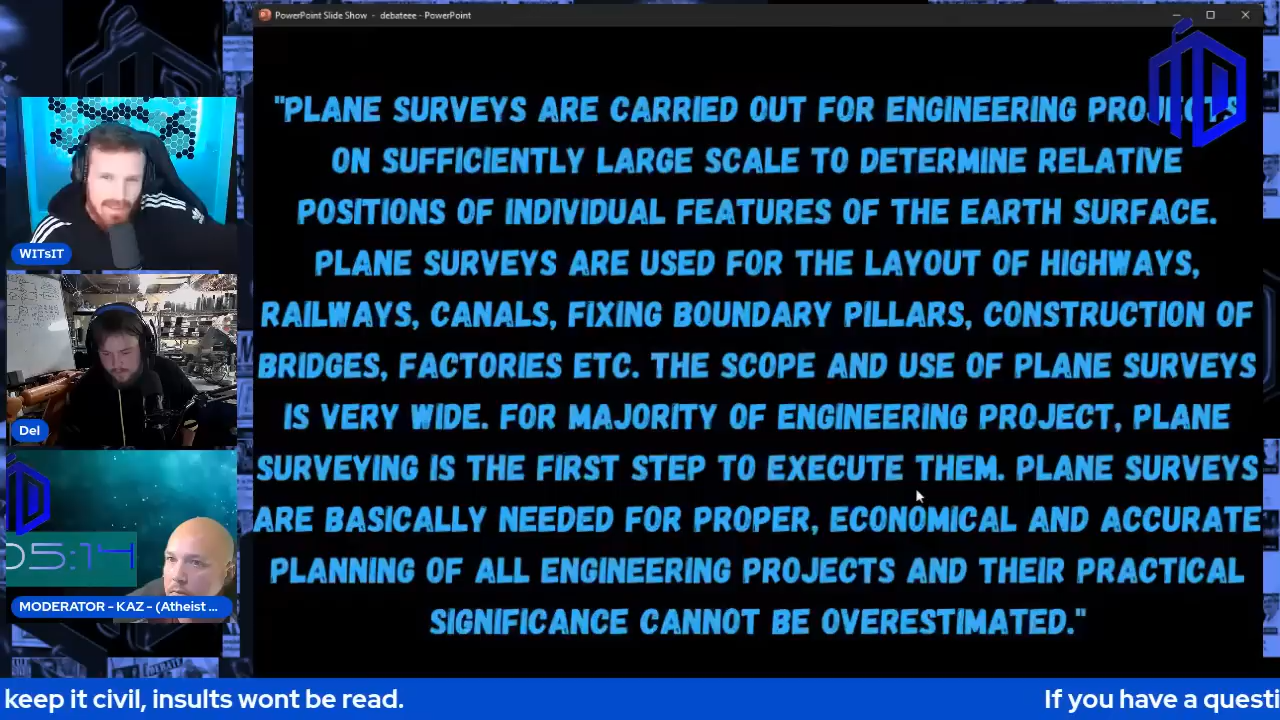 PowerPoint Slide Show - debateee - PowerPoint
"PLANE SURVEYS ARE CARRIED OUT FOR ENGINEERING PROJECTS
ON SUFFICIENTLY LARGE SCALE TO DETERMINE RELATIVE
POSITIONS OF INDIVIDUAL FEATURES OF THE EARTH SURFACE.
PLANE SURVEYS ARE USED FOR THE LAYOUT OF HIGHWAYS,
RAILWAYS, CANALS, FIXING BOUNDARY PILLARS, CONSTRUCTION OF
BRIDGES, FACTORIES ETC. THE SCOPE AND USE OF PLANE SURVEYS
IS VERY WIDE. FOR MAJORITY OF ENGINEERING PROJECT, PLANE
SURVEYING IS THE FIRST STEP TO EXECUTE THEM. PLANE SURVEYS
ARE BASICALLY NEEDED FOR PROPER, ECONOMICAL AND ACCURATE
PLANNING OF ALL ENGINEERING PROJECTS AND THEIR PRACTICAL
SIGNIFICANCE CANNOT BE OVERESTIMATED."
WITsIT
Del
05:14
MODERATOR - KAZ - (Atheist ...
keep it civil, insults wont be read.
If you have a questi